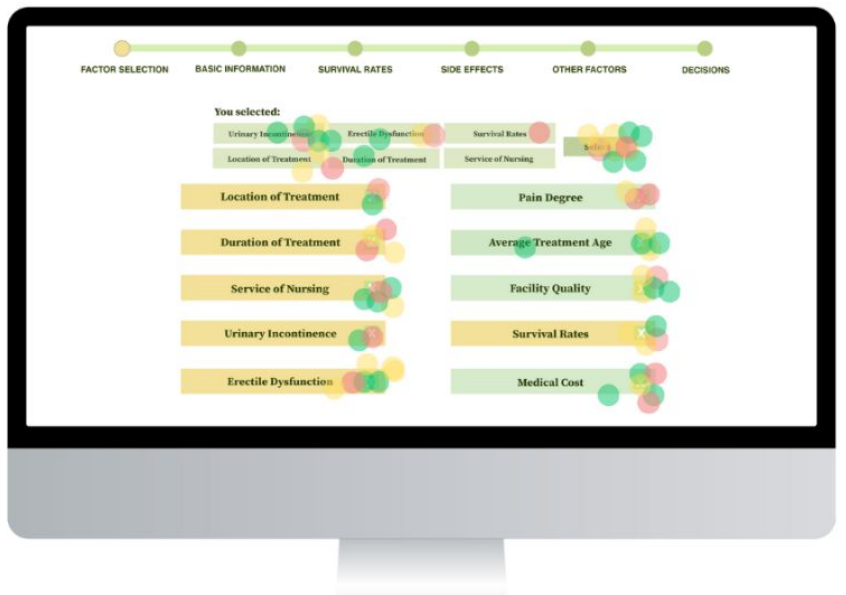 FACTOR SELECTION BASIC INFORMATION SURVIVAL RATES SIDE EFFECTS OTHER FACTORS DECISIONS
You selected:
Urinary Incontinence Erectile Dysfunction Survival Rates
Location of Treatment Duration of Treatment Service of Nursing
Location of Treatment
Pain Degree
Duration of Treatment
Average Treatment Age
Service of Nursing
Facility Quality
Urinary Incontinence
Survival Rates
Erectile Dysfunction
Medical Cost